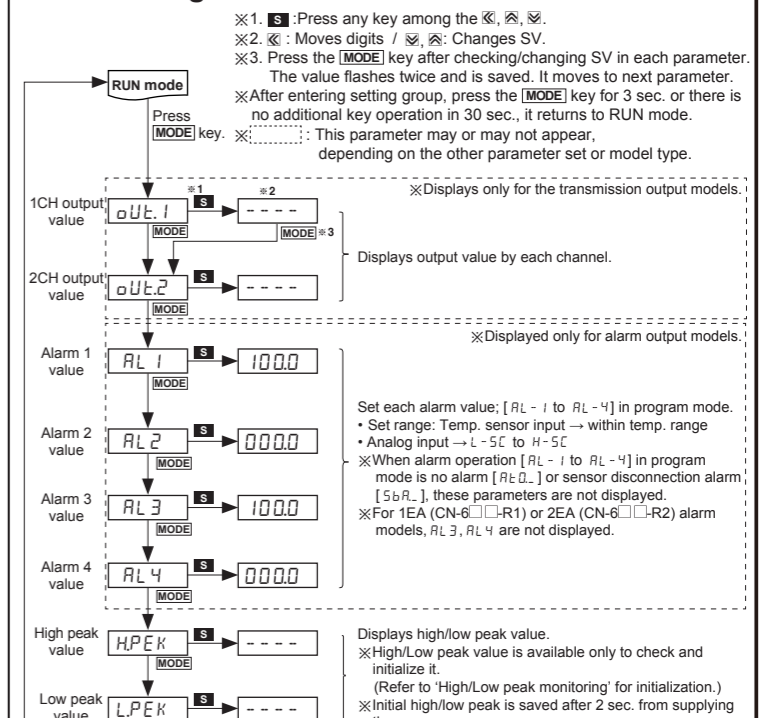 ※1. S :Press any key among the «, ︽, ︾.
※2. « : Moves digits / ︾, ︽: Changes SV.
※3. Press the MODE key after checking/changing SV in each parameter.
The value flashes twice and is saved. It moves to next parameter.
※After entering setting group, press the MODE key for 3 sec. or there is
no additional key operation in 30 sec., it returns to RUN mode.
※ : This parameter may or may not appear,
depending on the other parameter set or model type.
RUN mode
Press
MODE key.
※Displays only for the transmission output models.
1CH output
value
oUt.1
※1
S
※2
- - - -
MODE
MODE ※3
Displays output value by each channel.
2CH output
value
oUt.2
S
- - - -
MODE
※Displayed only for alarm output models.
Alarm 1
value
AL 1
S
100.0
MODE
Alarm 2
value
AL 2
S
000.0
MODE
Alarm 3
value
AL 3
S
100.0
MODE
Alarm 4
value
AL 4
S
000.0
MODE
Set each alarm value; [ AL - 1 to AL - 4] in program mode.
• Set range: Temp. sensor input → within temp. range
• Analog input → L - SC to H - SC
※When alarm operation [ AL - 1 to AL - 4] in program
mode is no alarm [ At0._ ] or sensor disconnection alarm
[ SbA._ ], these parameters are not displayed.
※For 1EA (CN-6□□-R1) or 2EA (CN-6□□-R2) alarm
models, AL 3 , AL 4 are not displayed.
High peak
value
H.PEK
S
- - - -
MODE
Low peak
value
L.PEK
S
- - - -
Displays high/low peak value.
※High/Low peak value is available only to check and
initialize it.
(Refer to 'High/Low peak monitoring' for initialization.)
※Initial high/low peak is saved after 2 sec. from supplying